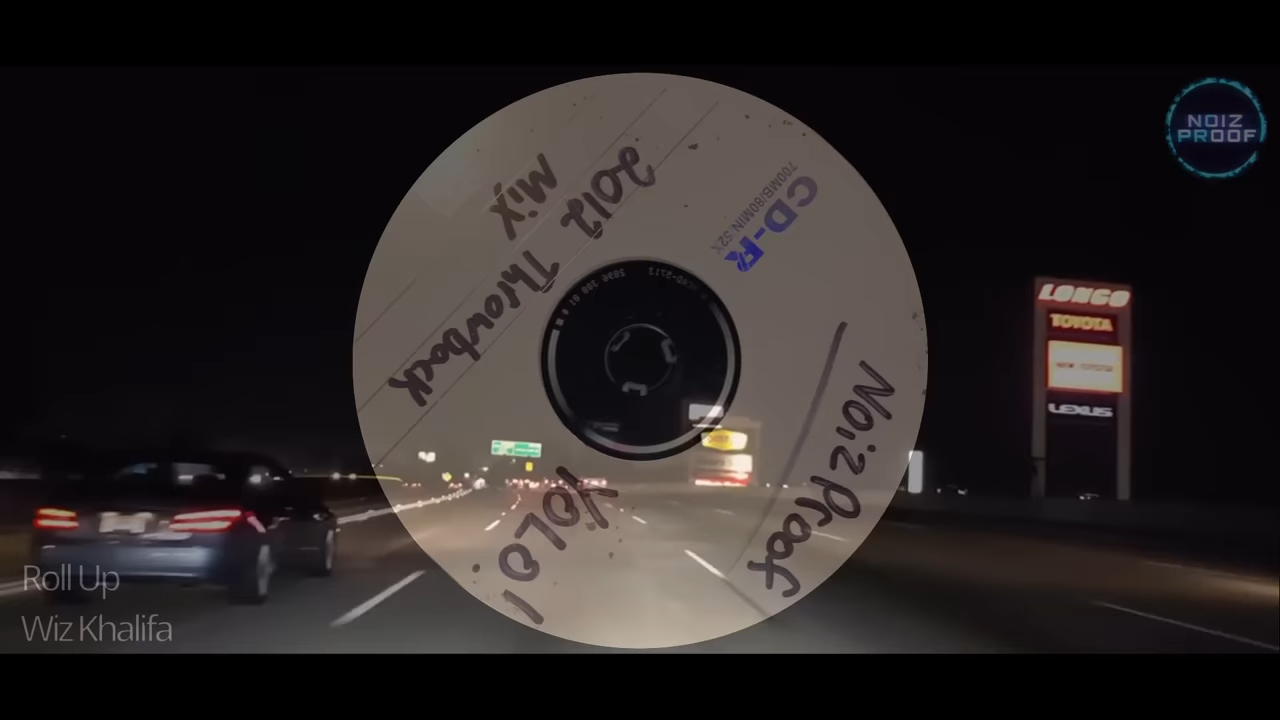 NOIZ
PROOF
2012
Mix
Throwback
CD-R
700MB/80MIN 52X
NoizProof
YOLO!
LONGO
TOYOTA
LEXUS
Roll Up
Wiz Khalifa